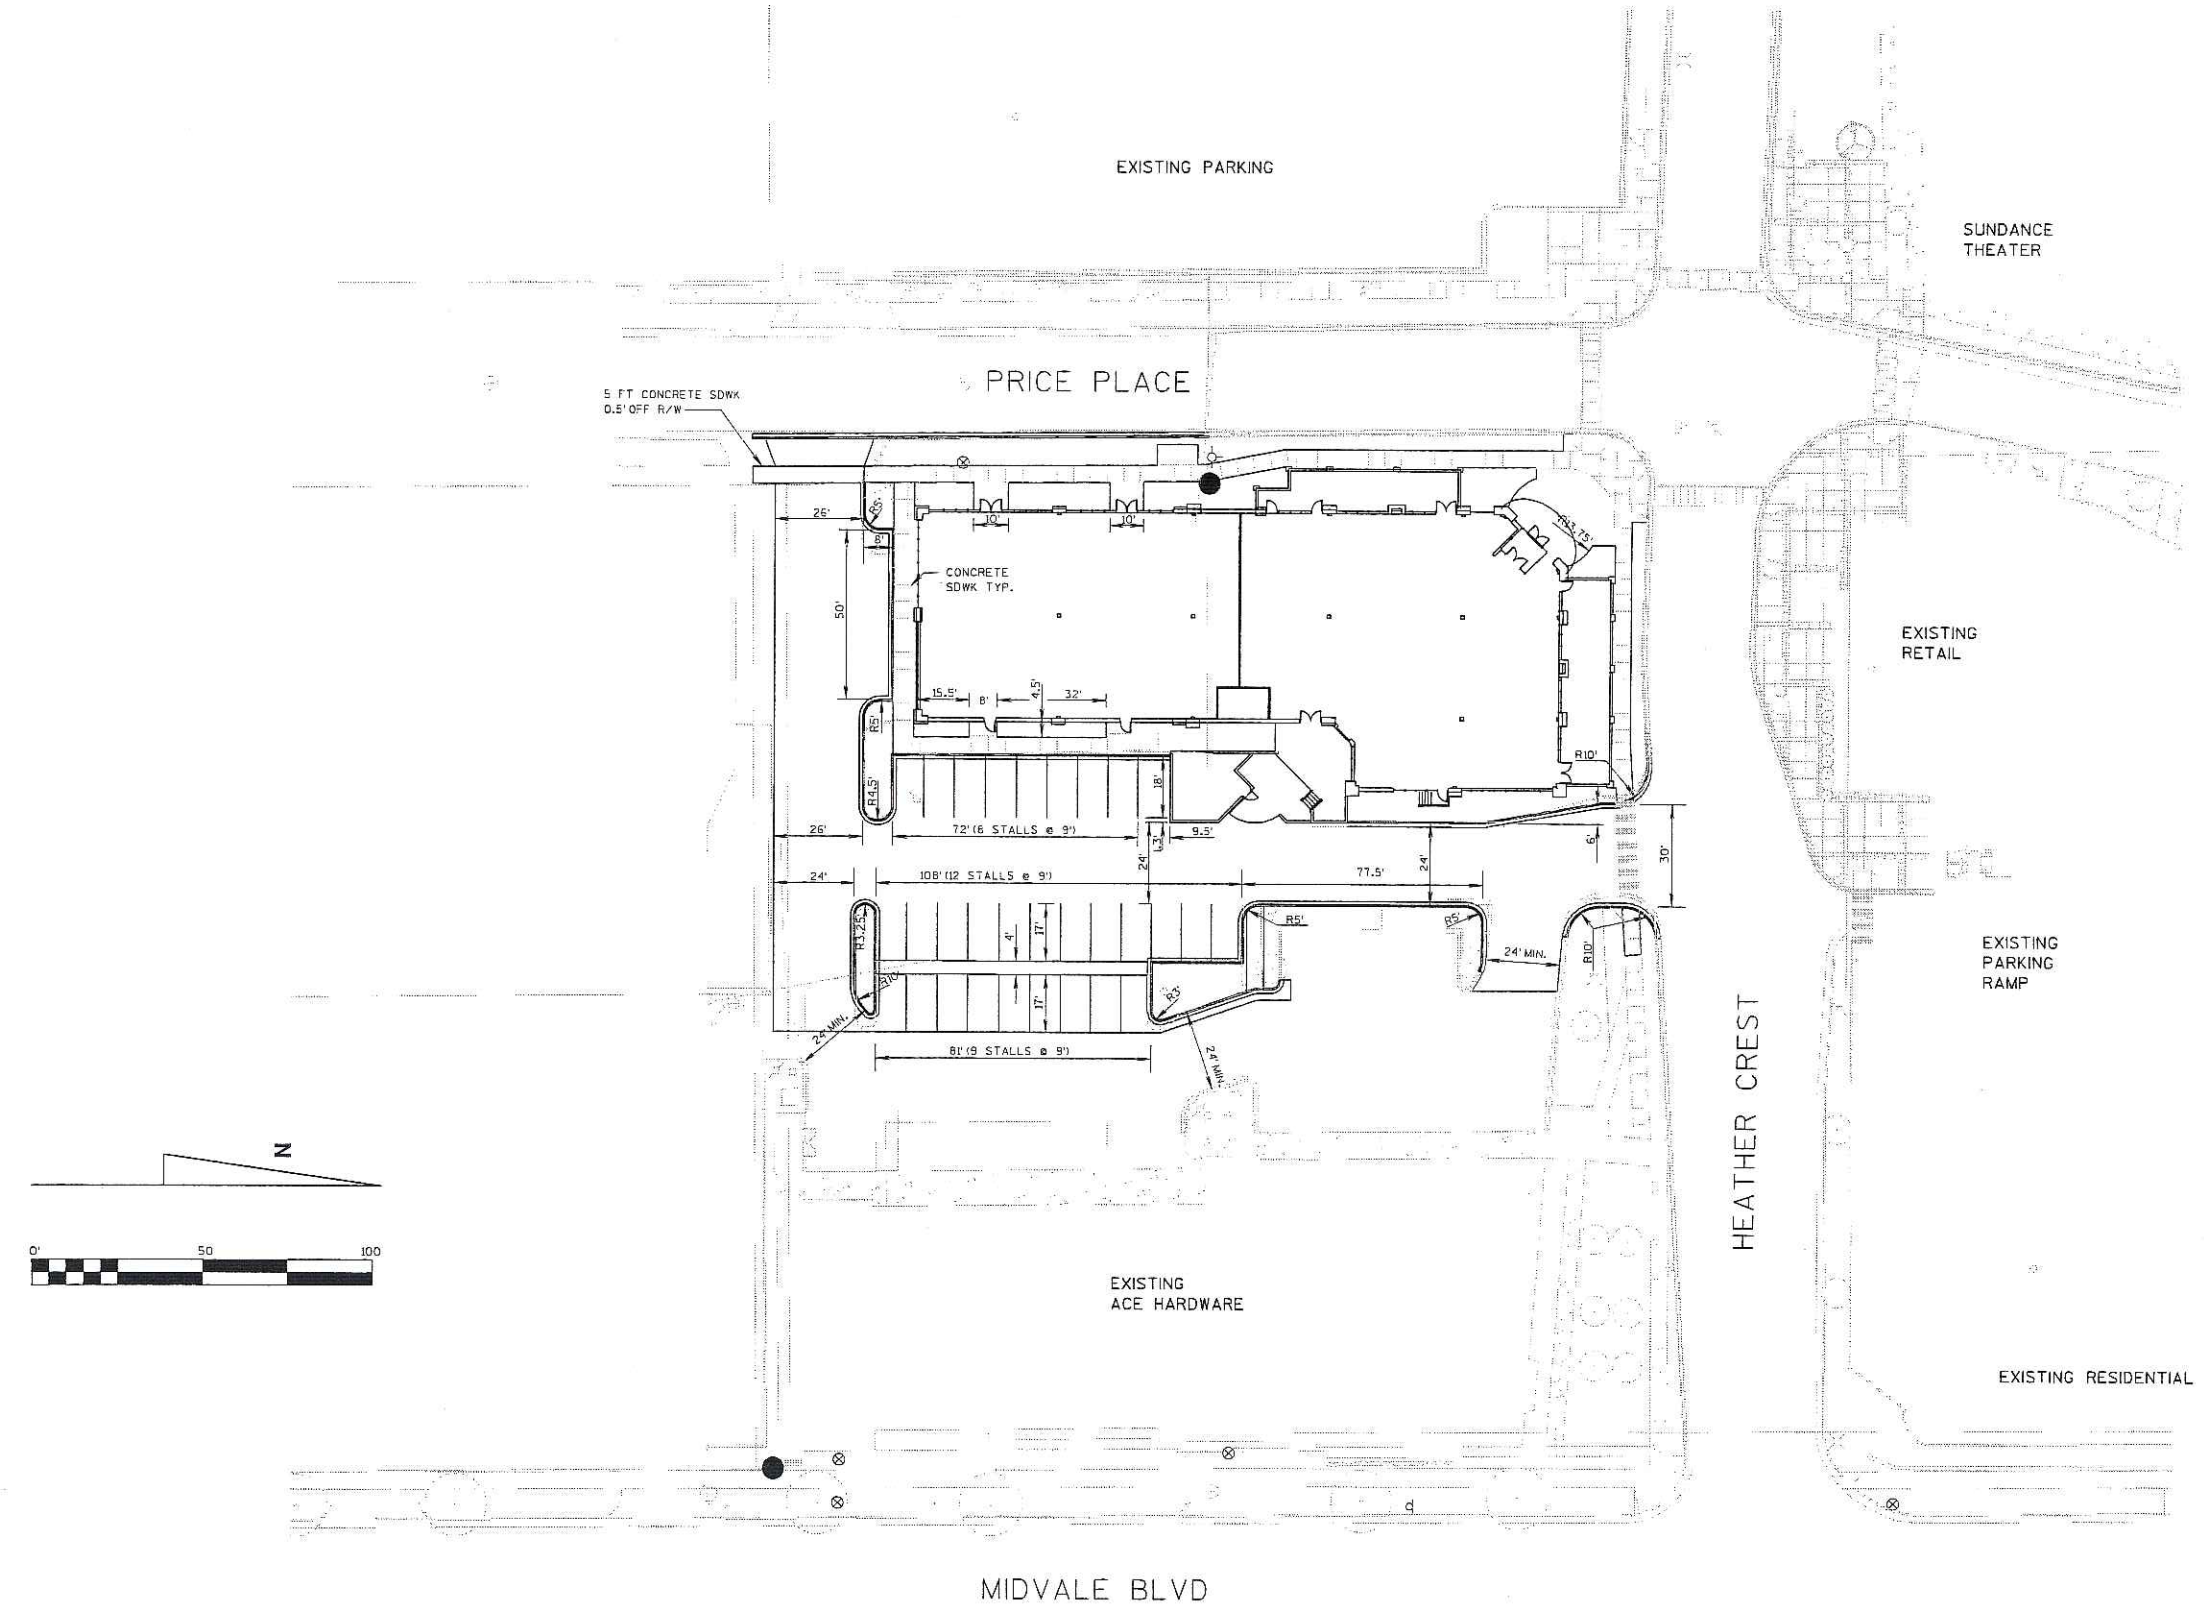 EXISTING PARKING
SUNDANCE
THEATER
PRICE PLACE
5 FT CONCRETE SDWK
0.5' OFF R/W
26'
R5'
8'
10'
10'
R43.75'
CONCRETE
SDWK TYP.
50'
EXISTING
RETAIL
15.5'
8'
4.5'
32'
R5'
R10'
R4.5'
18'
26'
72' (8 STALLS @ 9')
1.3'
9.5'
24'
24'
6'
30'
24'
108' (12 STALLS @ 9')
77.5'
R3.25'
4'
17'
R5'
R5'
R10'
24' MIN.
EXISTING
PARKING
RAMP
R10'
17'
R3'
24' MIN.
81' (9 STALLS @ 9')
24' MIN.
HEATHER CREST
N
0'
50
100
EXISTING
ACE HARDWARE
EXISTING RESIDENTIAL
MIDVALE BLVD